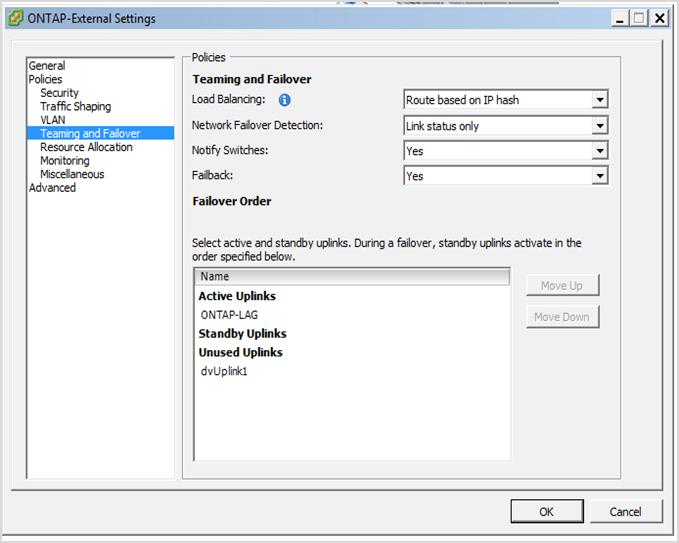 ONTAP-External Settings
General
Policies
Security
Traffic Shaping
VLAN
Teaming and Failover
Resource Allocation
Monitoring
Miscellaneous
Advanced
Policies
Teaming and Failover
Load Balancing: Route based on IP hash
Network Failover Detection: Link status only
Notify Switches: Yes
Failback: Yes
Failover Order
Select active and standby uplinks. During a failover, standby uplinks activate in the
order specified below.
Name
Active Uplinks
ONTAP-LAG
Standby Uplinks
Unused Uplinks
dvUplink1
Move Up
Move Down
OK Cancel